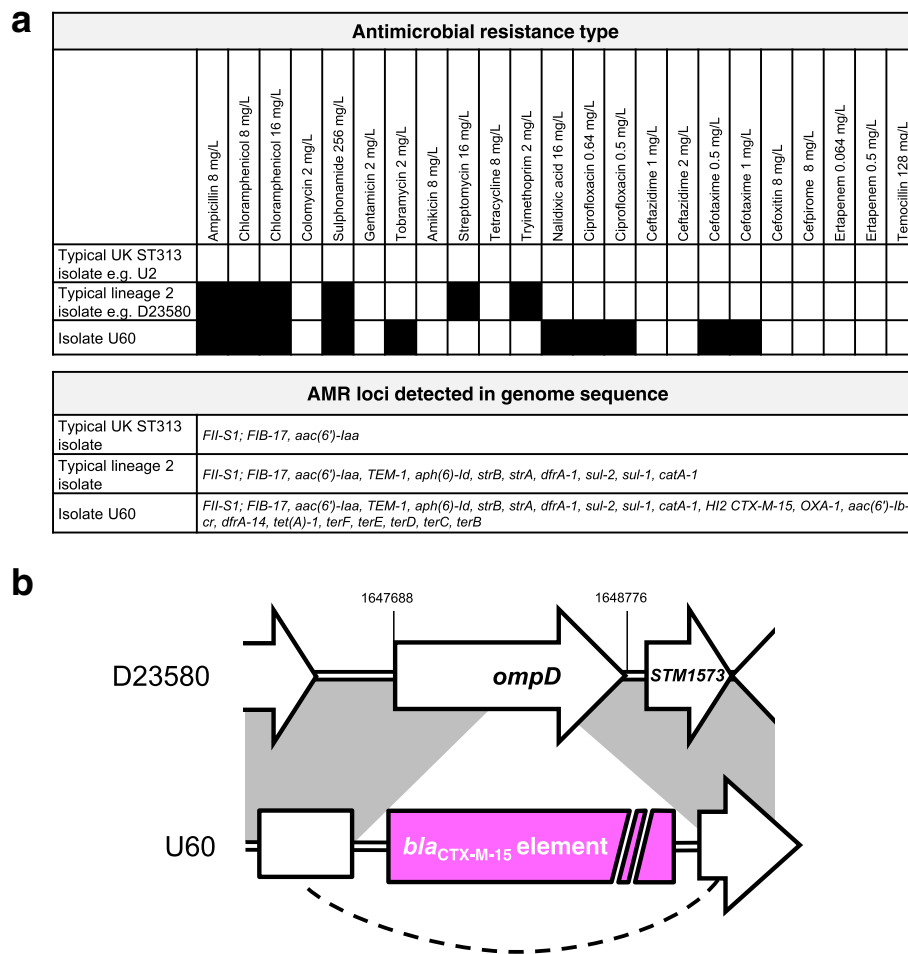 a
Antimicrobial resistance type
Ampicillin 8 mg/L
Chloramphenicol 8 mg/L
Chloramphenicol 16 mg/L
Colomycin 2 mg/L
Sulphonamide 256 mg/L
Gentamicin 2 mg/L
Tobramycin 2 mg/L
Amikicin 8 mg/L
Streptomycin 16 mg/L
Tetracycline 8 mg/L
Tryimethoprim 2 mg/L
Nalidixic acid 16 mg/L
Ciprofloxacin 0.64 mg/L
Ciprofloxacin 0.5 mg/L
Ceftazidime 1 mg/L
Ceftazidime 2 mg/L
Cefotaxime 0.5 mg/L
Cefotaxime 1 mg/L
Cefoxitin 8 mg/L
Cefpirome 8 mg/L
Ertapenem 0.064 mg/L
Ertapenem 0.5 mg/L
Temocillin 128 mg/L
Typical UK ST313
isolate e.g. U2
Typical lineage 2
isolate e.g. D23580
Isolate U60
AMR loci detected in genome sequence
Typical UK ST313
isolate
FII-S1; FIB-17, aac(6')-Iaa
Typical lineage 2
isolate
FII-S1; FIB-17, aac(6')-Iaa, TEM-1, aph(6)-Id, strB, strA, dfrA-1, sul-2, sul-1, catA-1
Isolate U60
FII-S1; FIB-17, aac(6')-Iaa, TEM-1, aph(6)-Id, strB, strA, dfrA-1, sul-2, sul-1, catA-1, HI2 CTX-M-15, OXA-1, aac(6')-Ib-
cr, dfrA-14, tet(A)-1, terF, terE, terD, terC, terB
b
1647688
1648776
D23580
ompD
STM1573
U60
blaCTX-M-15 element